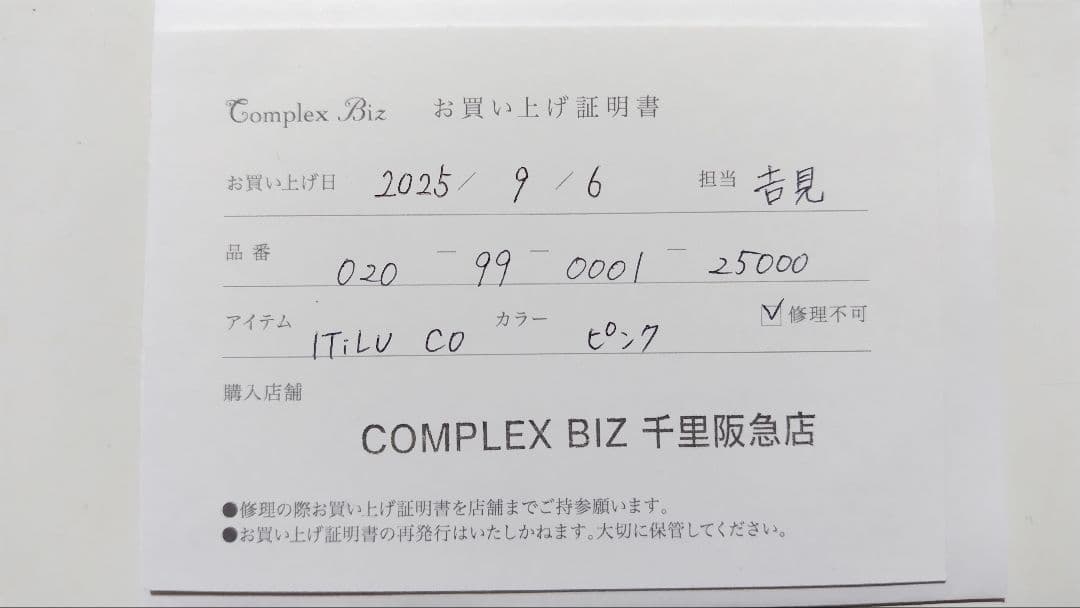 Complex Biz お買い上げ証明書
お買い上げ日 2025/ 9 / 6 担当 吉見
品番 020 - 99 - 0001 - 25000
アイテム ITiLU CO カラー ピンク ☑修理不可
購入店舗
COMPLEX BIZ 千里阪急店
●修理の際お買い上げ証明書を店舗までご持参願います。
●お買い上げ証明書の再発行はいたしかねます。大切に保管してください。